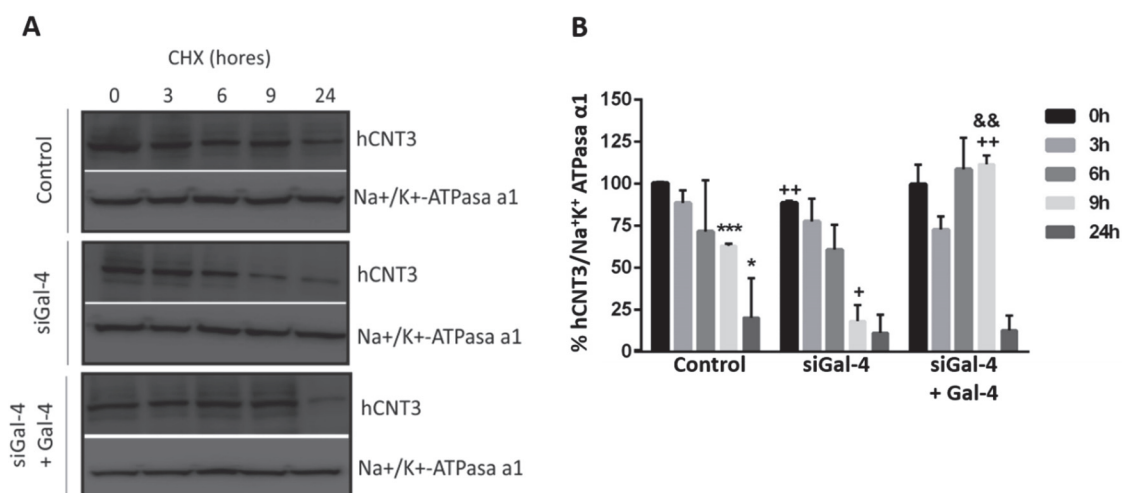 A
CHX (hores)
0 3 6 9 24
Control
hCNT3
Na+/K+-ATPasa a1
siGal-4
hCNT3
Na+/K+-ATPasa a1
siGal-4
+ Gal-4
hCNT3
Na+/K+-ATPasa a1
B
% hCNT3/Na⁺K⁺ ATPasa α1
150
125
100
75
50
25
0
***
*
++
+
&&
++
Control
siGal-4
siGal-4
+ Gal-4
0h
3h
6h
9h
24h